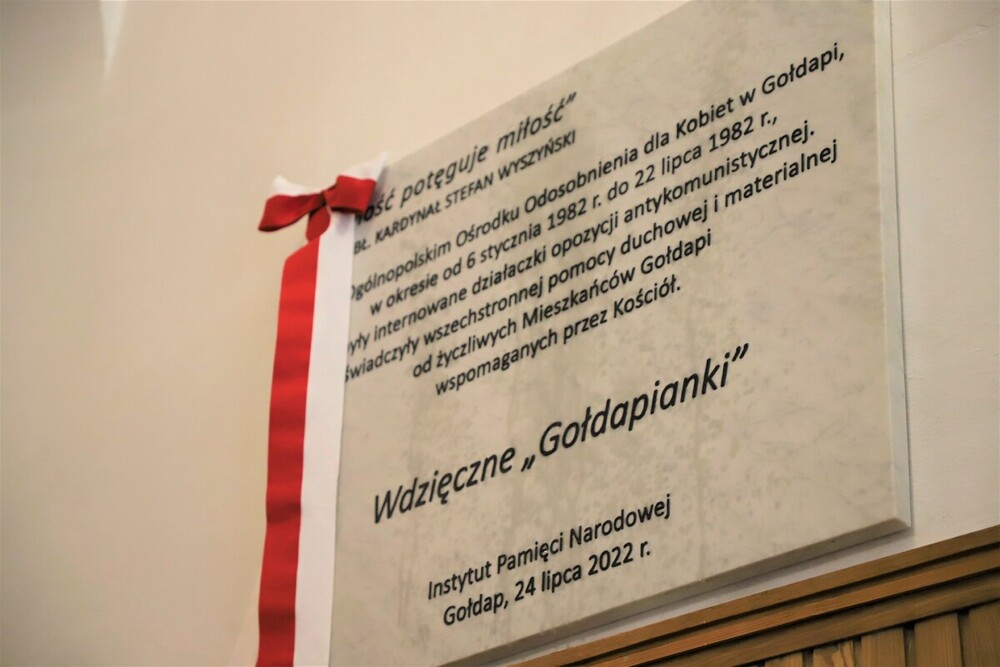 potęguje miłość”
BŁ. KARDYNAŁ STEFAN WYSZYŃSKI
Ogólnopolskim Ośrodku Odosobnienia dla Kobiet w Gołdapi,
w okresie od 6 stycznia 1982 r. do 22 lipca 1982 r.,
były internowane działaczki opozycji antykomunistycznej.
świadczyły wszechstronnej pomocy duchowej i materialnej
od życzliwych Mieszkańców Gołdapi
wspomaganych przez Kościół.
Wdzięczne „Gołdapianki”
Instytut Pamięci Narodowej
Gołdap, 24 lipca 2022 r.